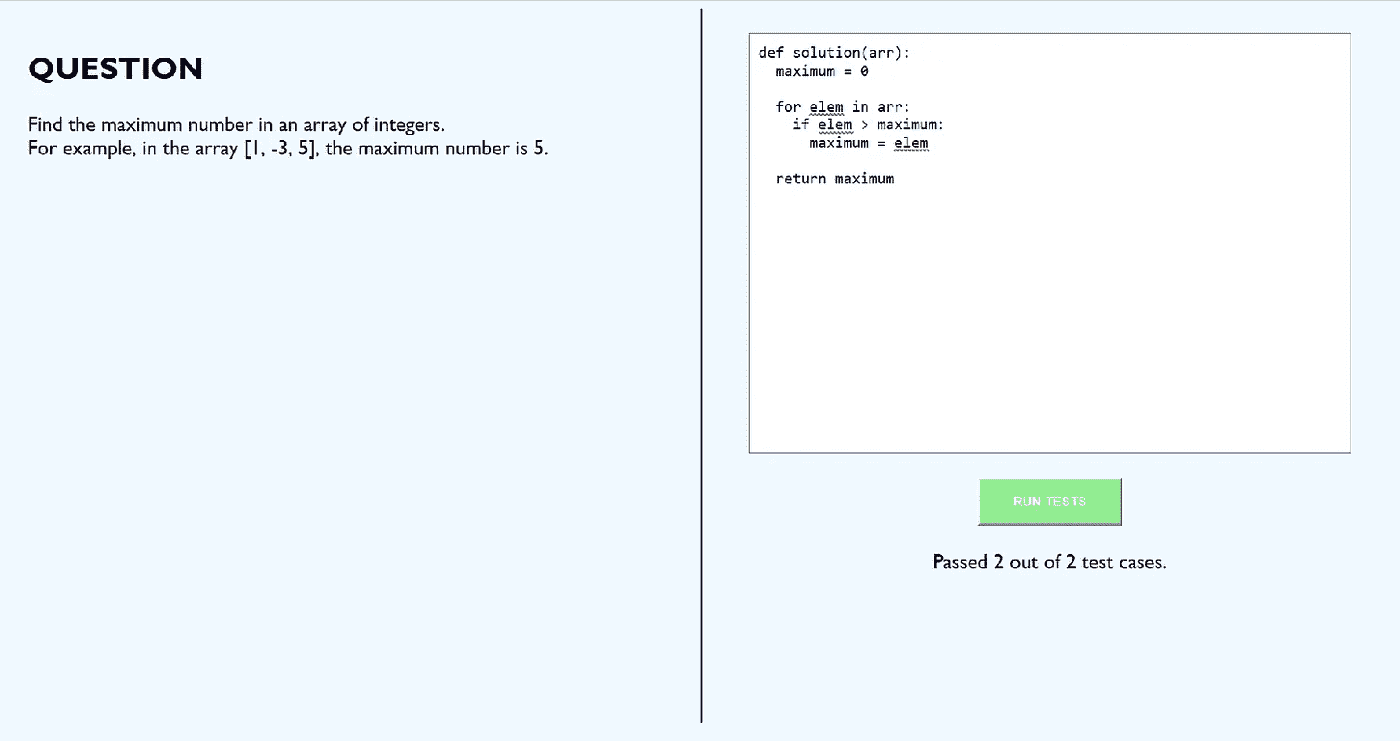 QUESTION
Find the maximum number in an array of integers.
For example, in the array [1, -3, 5], the maximum number is 5.
def solution(arr):
  maximum = 0
  for elem in arr:
    if elem > maximum:
      maximum = elem
  return maximum
RUN TESTS
Passed 2 out of 2 test cases.